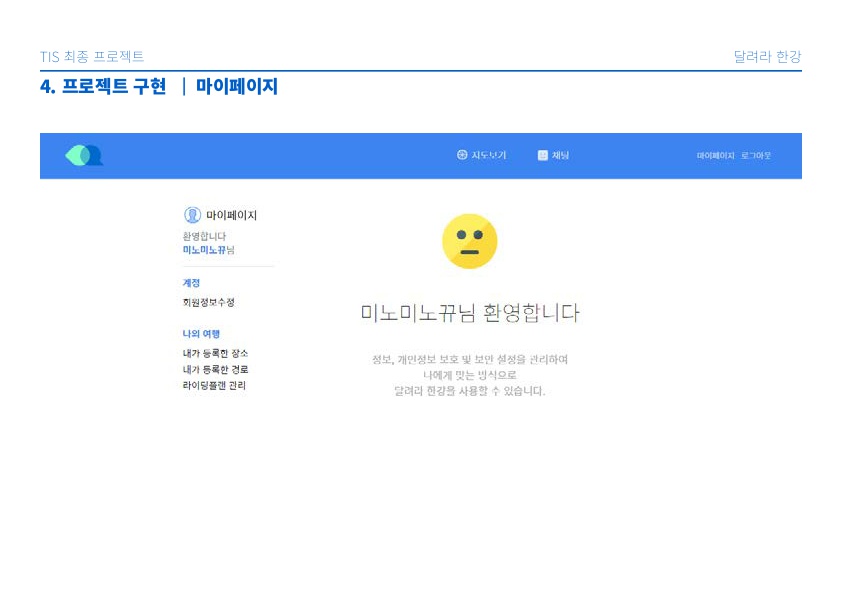 TIS 최종 프로젝트
달려라 한강
4. 프로젝트 구현 | 마이페이지
지도보기
채팅
마이페이지 로그아웃
마이페이지
환영합니다
미노미노뀨님
계정
회원정보수정
나의 여행
내가 등록한 장소
내가 등록한 경로
라이딩플랜 관리
미노미노뀨님 환영합니다
정보, 개인정보 보호 및 보안 설정을 관리하여
나에게 맞는 방식으로
달려라 한강을 사용할 수 있습니다.